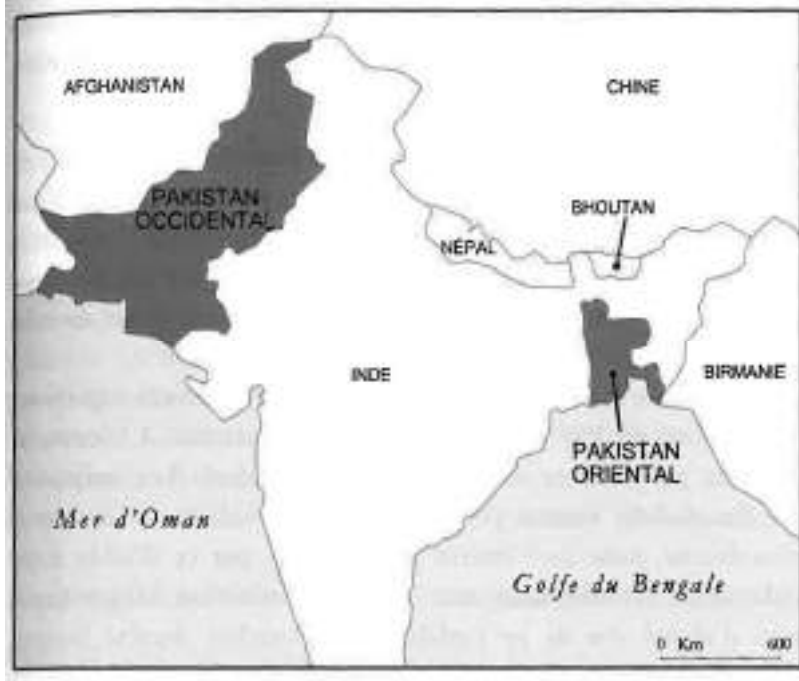 AFGHANISTAN
CHINE
PAKISTAN
OCCIDENTAL
BHOUTAN
NÉPAL
INDE
BIRMANIE
PAKISTAN
ORIENTAL
Mer d'Oman
Golfe du Bengale
0 Km 600